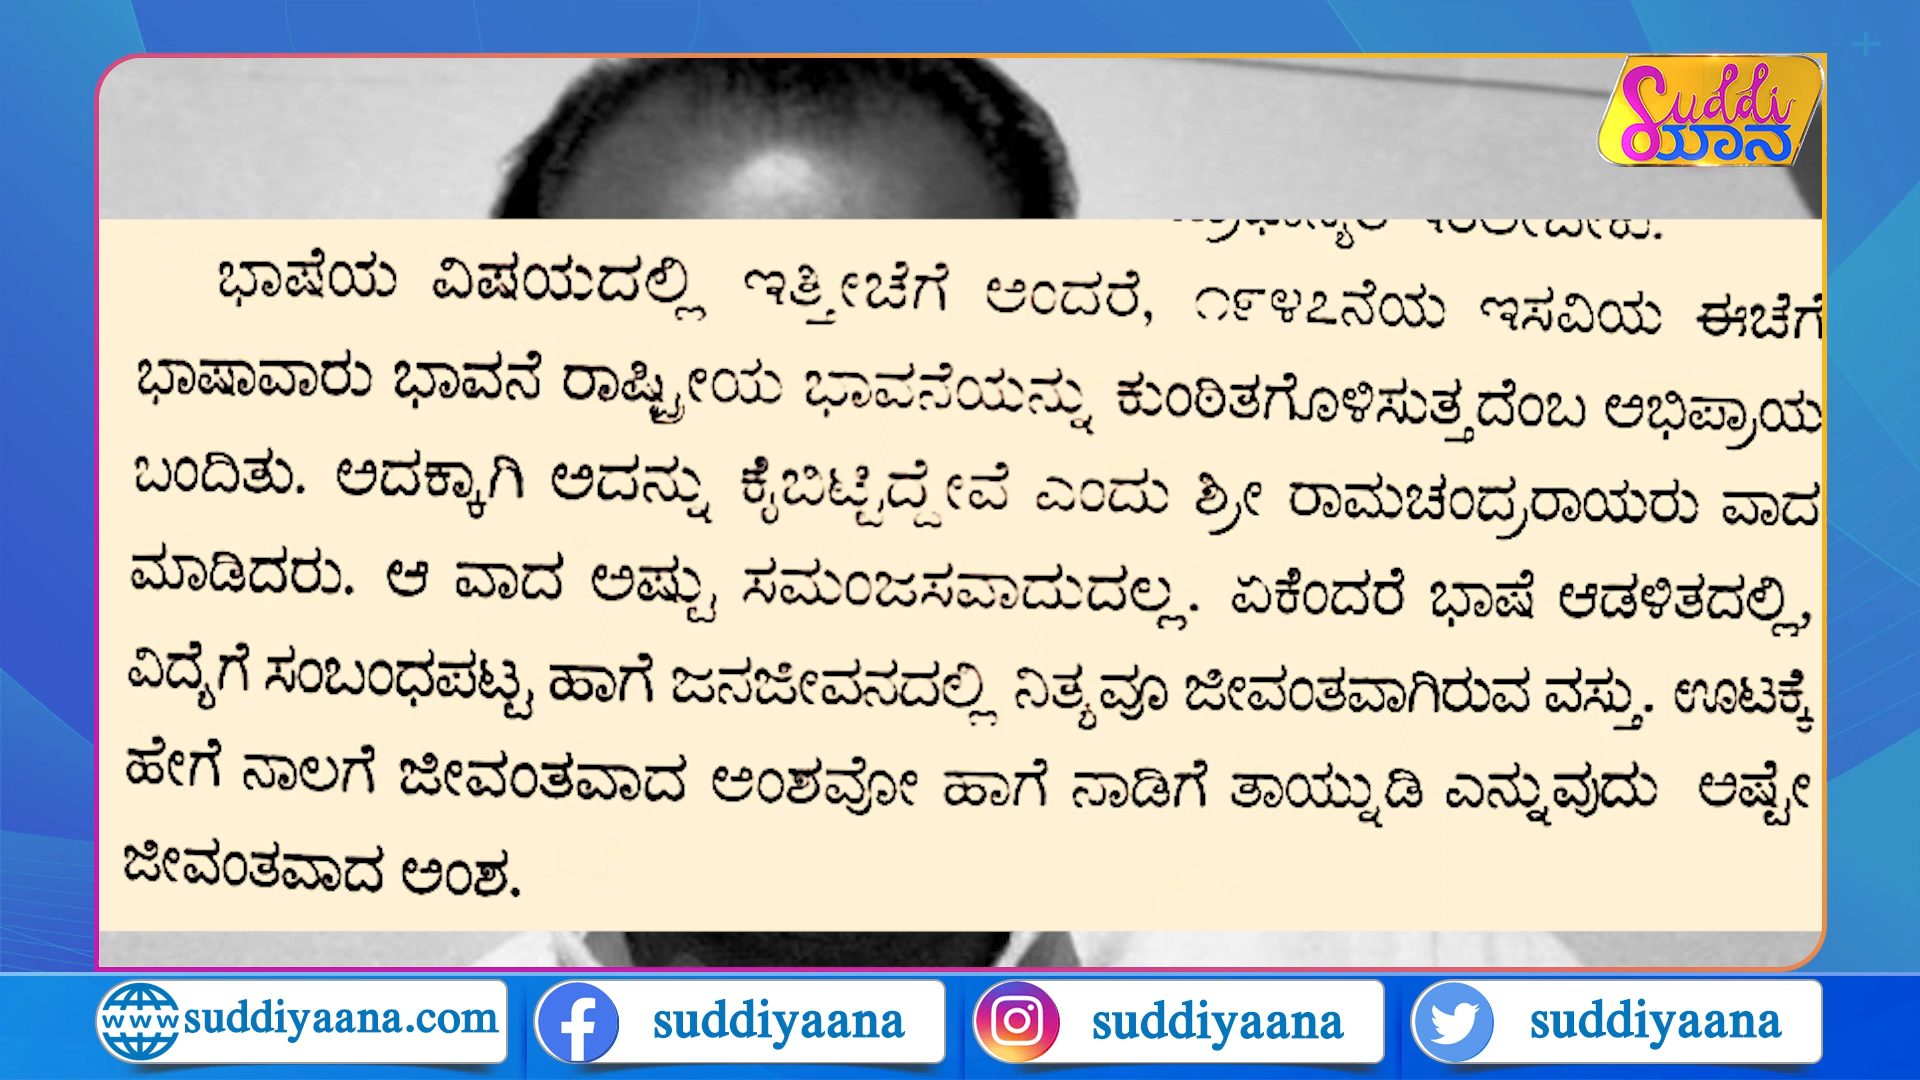 Suddi
ಯಾನ
ಭಾಷೆಯ ವಿಷಯದಲ್ಲಿ ಇತ್ತೀಚೆಗೆ ಅಂದರೆ, ೧೯೪೭ನೆಯ ಇಸವಿಯ ಈಚೆಗೆ
ಭಾಷಾವಾರು ಭಾವನೆ ರಾಷ್ಟ್ರೀಯ ಭಾವನೆಯನ್ನು ಕುಂಠಿತಗೊಳಿಸುತ್ತದೆಂಬ ಅಭಿಪ್ರಾಯ
ಬಂದಿತು. ಅದಕ್ಕಾಗಿ ಅದನ್ನು ಕೈಬಿಟ್ಟಿದ್ದೇವೆ ಎಂದು ಶ್ರೀ ರಾಮಚಂದ್ರರಾಯರು ವಾದ
ಮಾಡಿದರು. ಆ ವಾದ ಅಷ್ಟು ಸಮಂಜಸವಾದುದಲ್ಲ. ಏಕೆಂದರೆ ಭಾಷೆ ಆಡಳಿತದಲ್ಲಿ,
ವಿದ್ಯೆಗೆ ಸಂಬಂಧಪಟ್ಟ ಹಾಗೆ ಜನಜೀವನದಲ್ಲಿ ನಿತ್ಯವೂ ಜೀವಂತವಾಗಿರುವ ವಸ್ತು. ಊಟಕ್ಕೆ
ಹೇಗೆ ನಾಲಗೆ ಜೀವಂತವಾದ ಅಂಶವೋ ಹಾಗೆ ನಾಡಿಗೆ ತಾಯ್ನುಡಿ ಎನ್ನುವುದು ಅಷ್ಟೇ
ಜೀವಂತವಾದ ಅಂಶ.
www suddiyaana.com
suddiyaana
suddiyaana
suddiyaana